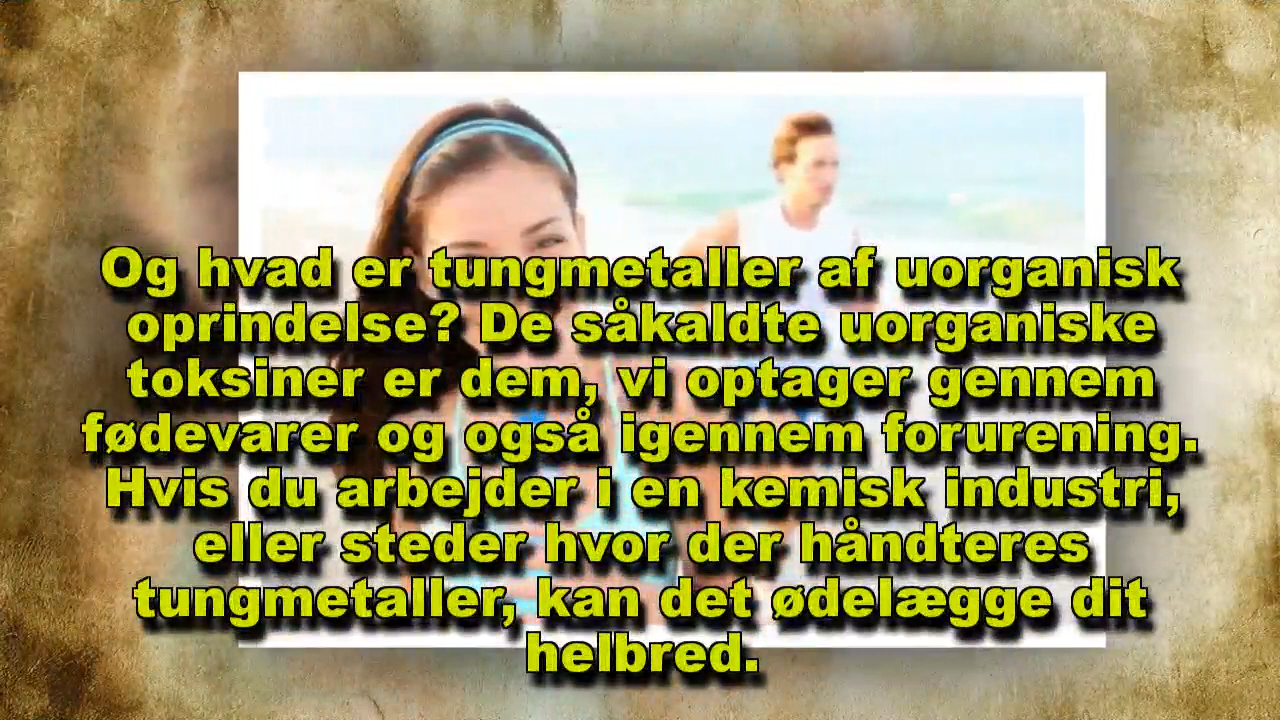 Og hvad er tungmetaller af uorganisk
oprindelse? De såkaldte uorganiske
toksiner er dem, vi optager gennem
fødevarer og også igennem forurening.
Hvis du arbejder i en kemisk industri,
eller steder hvor der håndteres
tungmetaller, kan det ødelægge dit
helbred.